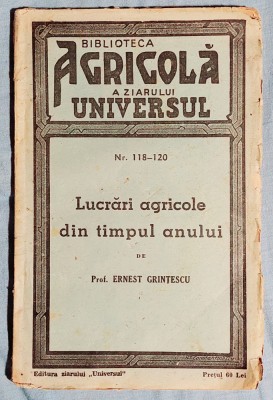 BIBLIOTECA
AGRICOLĂ
A ZIARULUI
UNIVERSUL
Nr. 118-120
Lucrări agricole
din timpul anului
DE
Prof. ERNEST GRINȚESCU
Editura ziarului „Universul"
Prețul 60 Lei